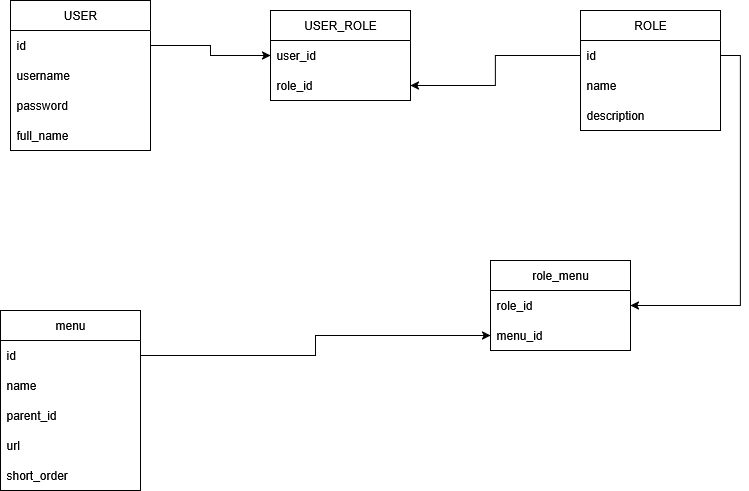 USER
id
username
password
full_name
USER_ROLE
user_id
role_id
ROLE
id
name
description
role_menu
role_id
menu_id
menu
id
name
parent_id
url
short_order